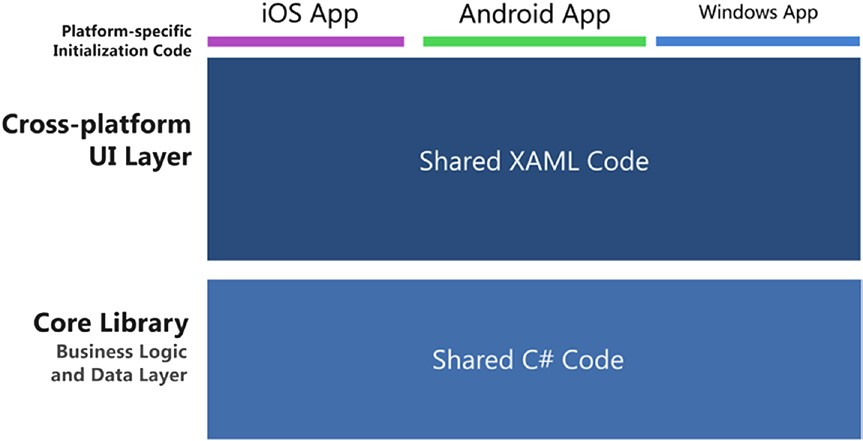 iOS App
Android App
Windows App
Platform-specific
Initialization Code
Cross-platform
UI Layer
Shared XAML Code
Core Library
Business Logic
and Data Layer
Shared C# Code